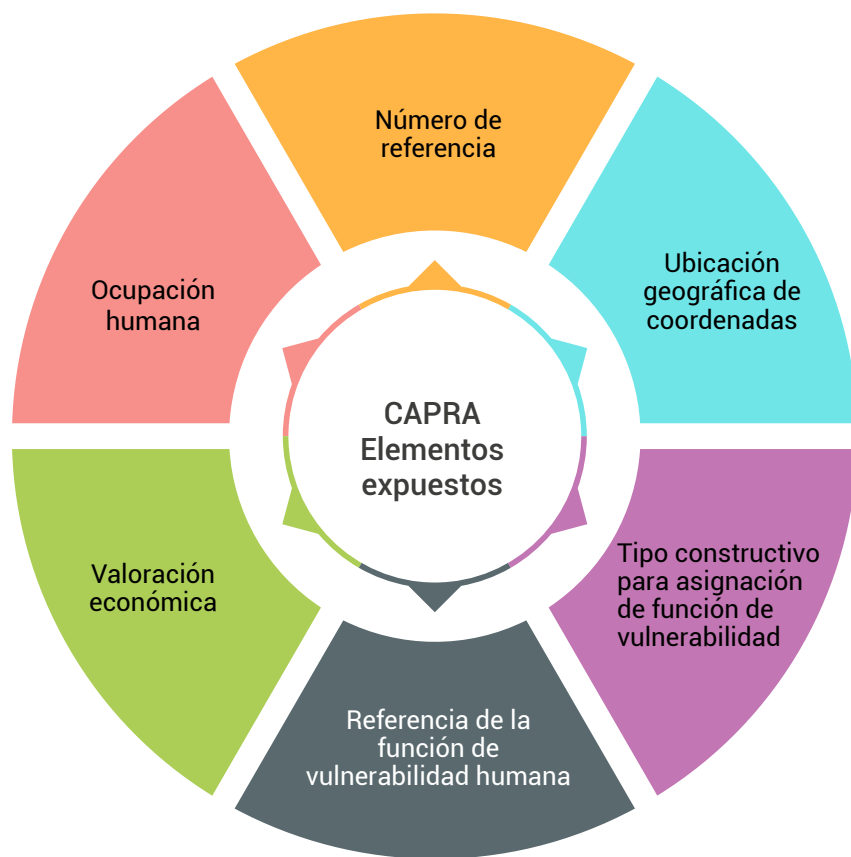 Número de
referencia
Ubicación
geográfica de
coordenadas
Ocupación
humana
CAPRA
Elementos
expuestos
Tipo constructivo
para asignación
de función de
vulnerabilidad
Valoración
económica
Referencia de la
función de
vulnerabilidad humana